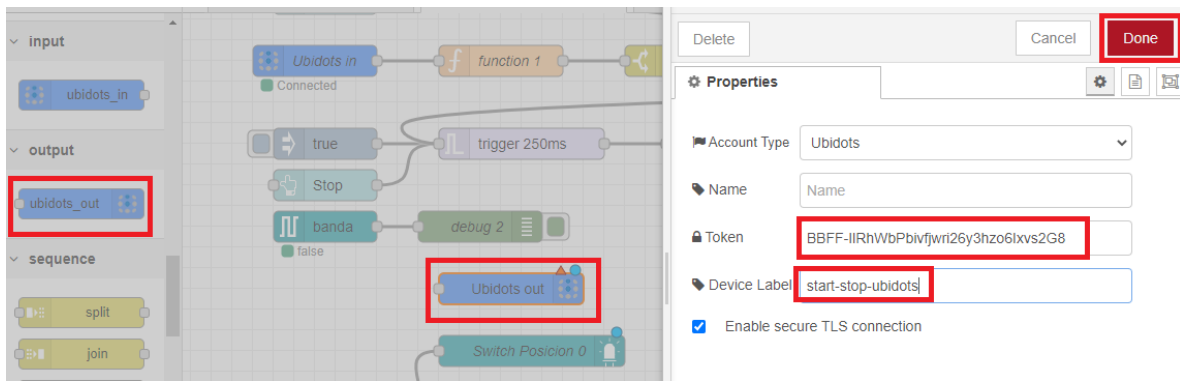 input
ubidots_in
output
ubidots_out
sequence
split
join
Ubidots in
Connected
function 1
true
trigger 250ms
Stop
banda
false
debug 2
Ubidots out
Switch Posicion 0
Delete
Cancel
Done
Properties
Account Type
Ubidots
Name
Name
Token
Device Label
start-stop-ubidots
Enable secure TLS connection